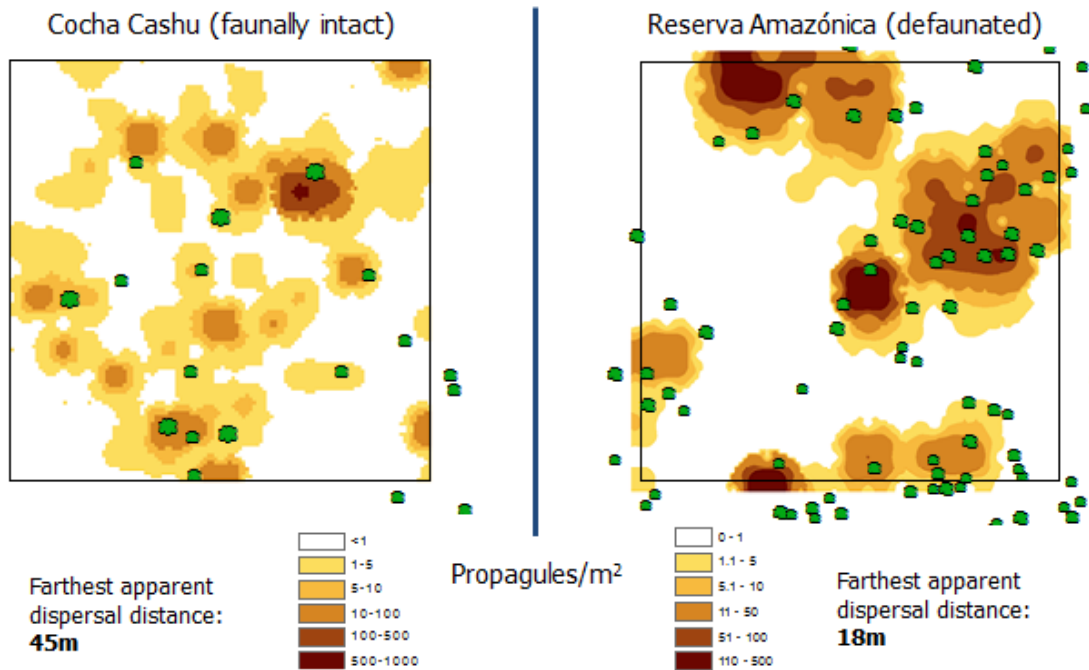 Cocha Cashu (faunally intact)
Reserva Amazónica (defaunated)
Farthest apparent
dispersal distance:
45m
<1
1-5
5-10
10-100
100-500
500-1000
Propagules/m²
0 - 1
1.1 - 5
5.1 - 10
11 - 50
51 - 100
110 - 500
Farthest apparent
dispersal distance:
18m